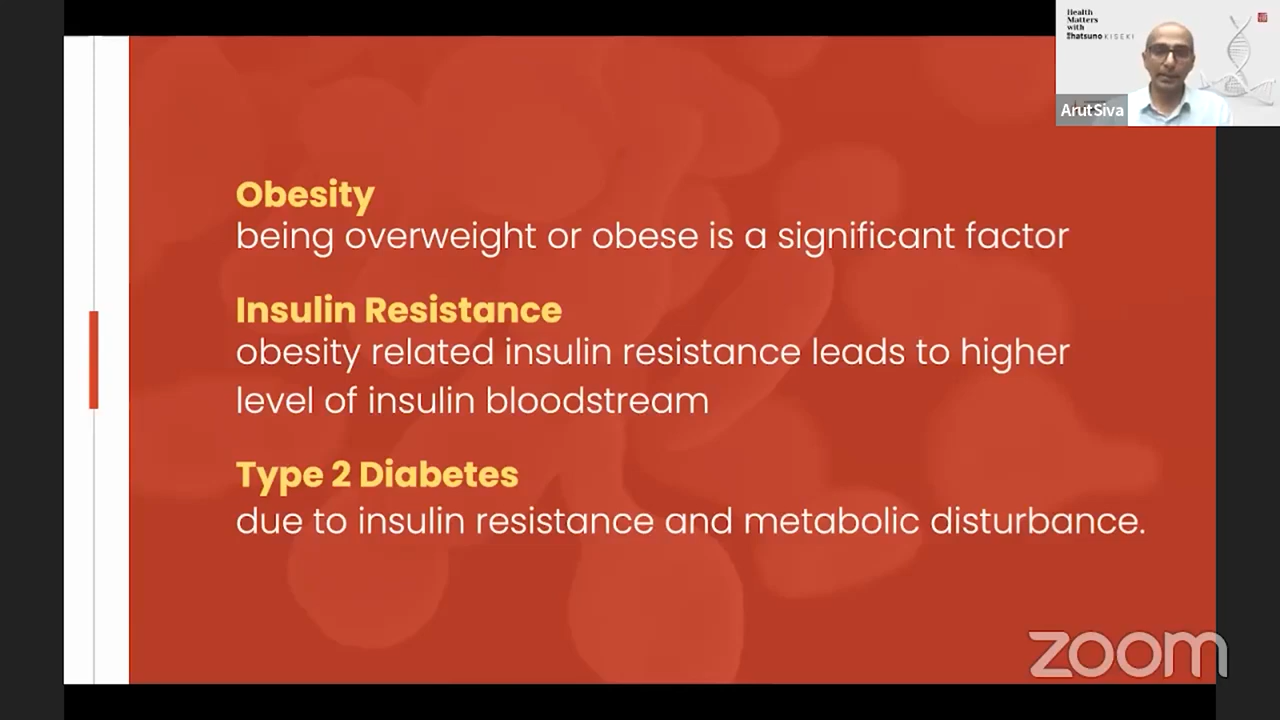 Health
Matters
with
hatsuno KISEKI
ArutSiva
Obesity
being overweight or obese is a significant factor
Insulin Resistance
obesity related insulin resistance leads to higher
level of insulin bloodstream
Type 2 Diabetes
due to insulin resistance and metabolic disturbance.
zoom